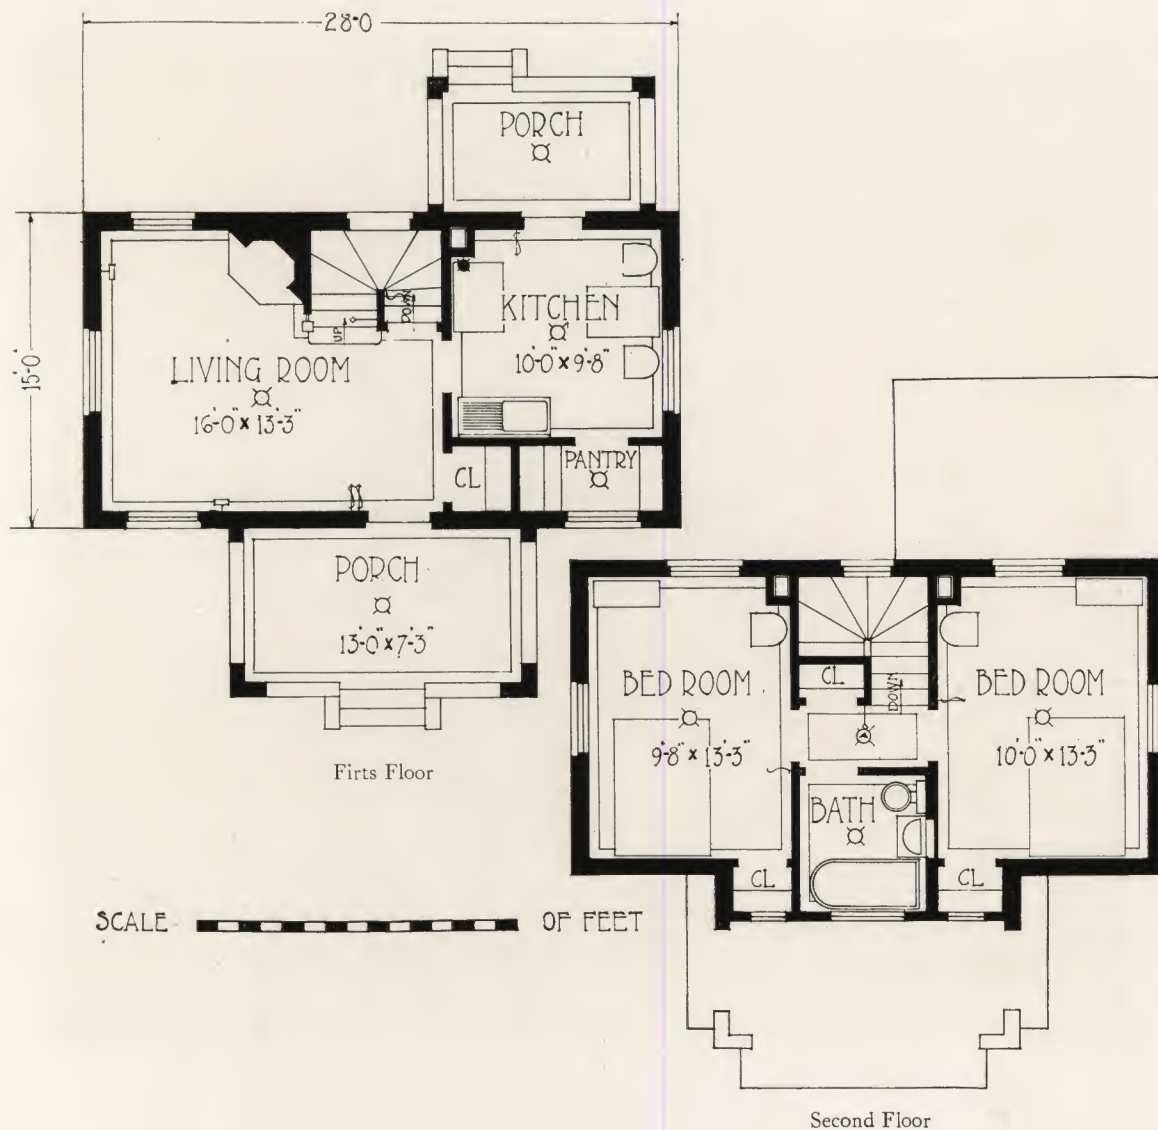 28-0
PORCH
15'-0"
KITCHEN
10'-0" x 9'-8"
UP
DOWN
LIVING ROOM
16'-0" x 13'-3"
CL
PANTRY
PORCH
13'-0" x 7'-3"
Firts Floor
BED ROOM
9'-8" x 13'-3"
CL
DOWN
BED ROOM
10'-0" x 13'-3"
BATH
CL
CL
SCALE OF FEET
Second Floor